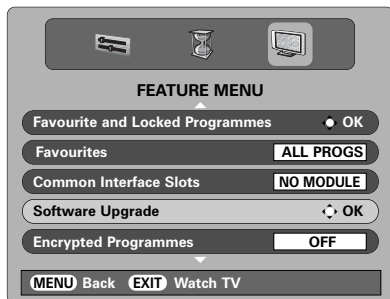 FEATURE MENU
Favourite and Locked Programmes OK
Favourites ALL PROGS
Common Interface Slots NO MODULE
Software Upgrade OK
Encrypted Programmes OFF
MENU Back EXIT Watch TV